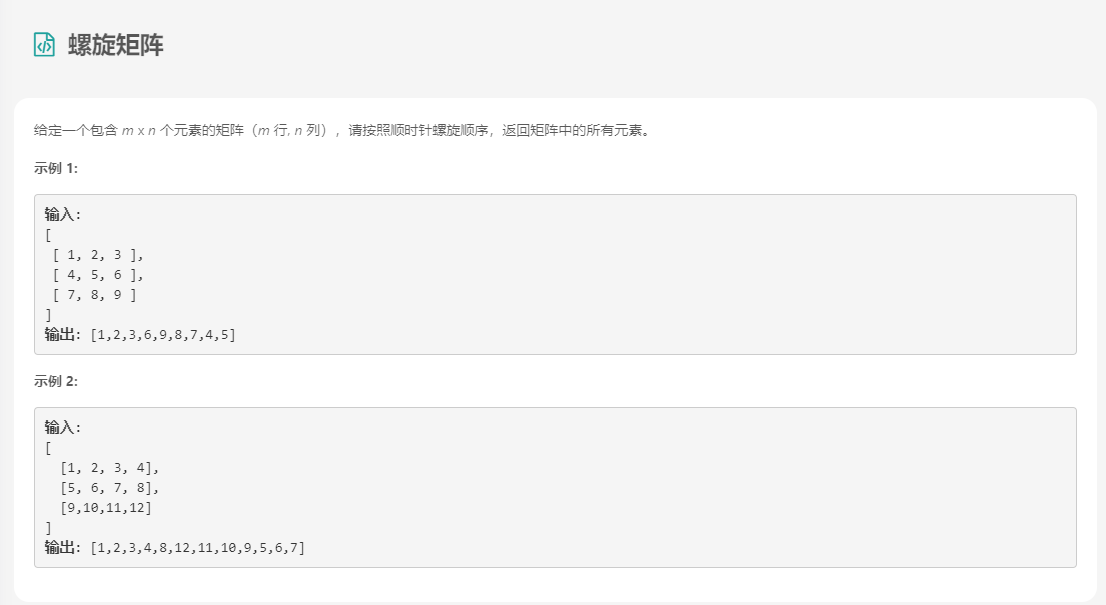 螺旋矩阵
给定一个包含 m x n 个元素的矩阵（m 行, n 列），请按照顺时针螺旋顺序，返回矩阵中的所有元素。
示例 1:
输入:
[
 [ 1, 2, 3 ],
 [ 4, 5, 6 ],
 [ 7, 8, 9 ]
]
输出: [1,2,3,6,9,8,7,4,5]
示例 2:
输入:
[
  [1, 2, 3, 4],
  [5, 6, 7, 8],
  [9,10,11,12]
]
输出: [1,2,3,4,8,12,11,10,9,5,6,7]